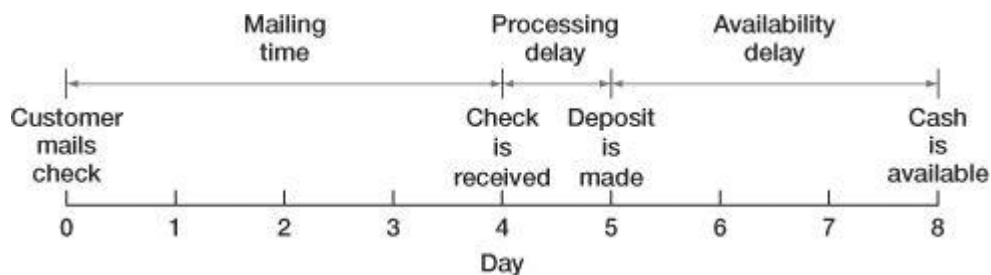 Mailing
time
Processing
delay
Availability
delay
Customer
mails
check
Check
is
received
Deposit
is
made
Cash
is
available
0 1 2 3 4 5 6 7 8
Day